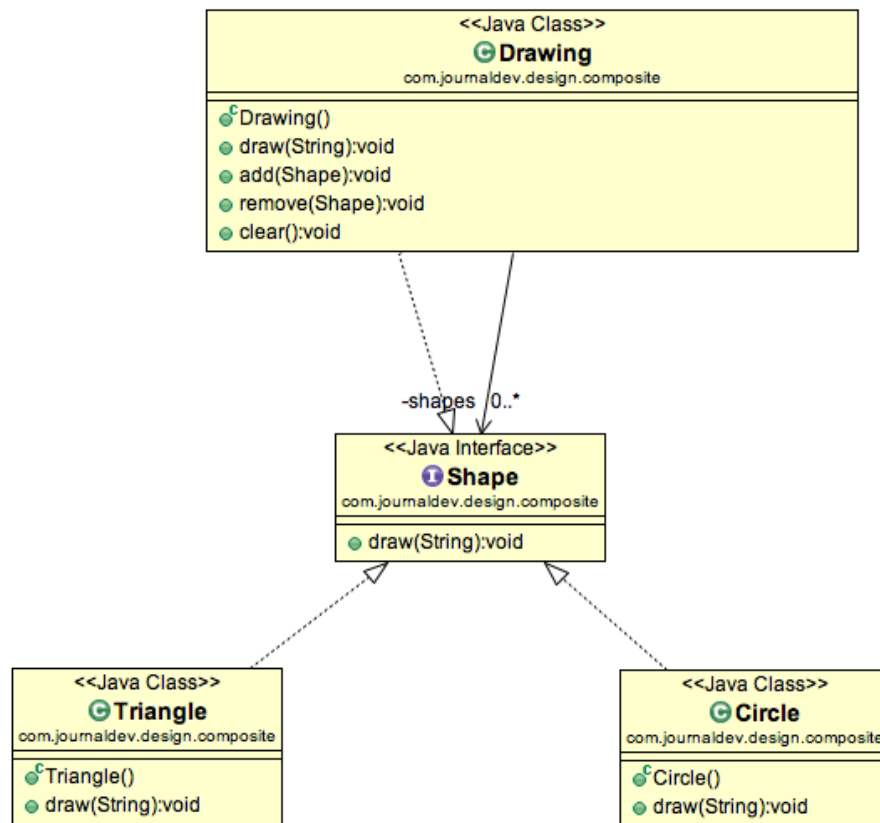 <<Java Class>>
Drawing
com.journaldev.design.composite
Drawing()
draw(String):void
add(Shape):void
remove(Shape):void
clear():void
-shapes 0..*
<<Java Interface>>
Shape
com.journaldev.design.composite
draw(String):void
<<Java Class>>
Triangle
com.journaldev.design.composite
Triangle()
draw(String):void
<<Java Class>>
Circle
com.journaldev.design.composite
Circle()
draw(String):void